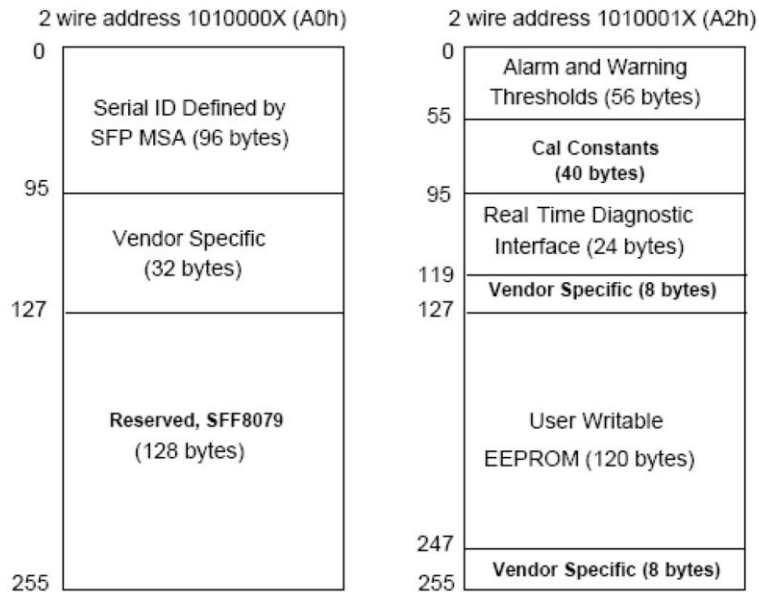 2 wire address 1010000X (A0h)
0
Serial ID Defined by
SFP MSA (96 bytes)
95
Vendor Specific
(32 bytes)
127
Reserved, SFF8079
(128 bytes)
255
2 wire address 1010001X (A2h)
0
Alarm and Warning
Thresholds (56 bytes)
55
Cal Constants
(40 bytes)
95
Real Time Diagnostic
Interface (24 bytes)
119
Vendor Specific (8 bytes)
127
User Writable
EEPROM (120 bytes)
247
Vendor Specific (8 bytes)
255